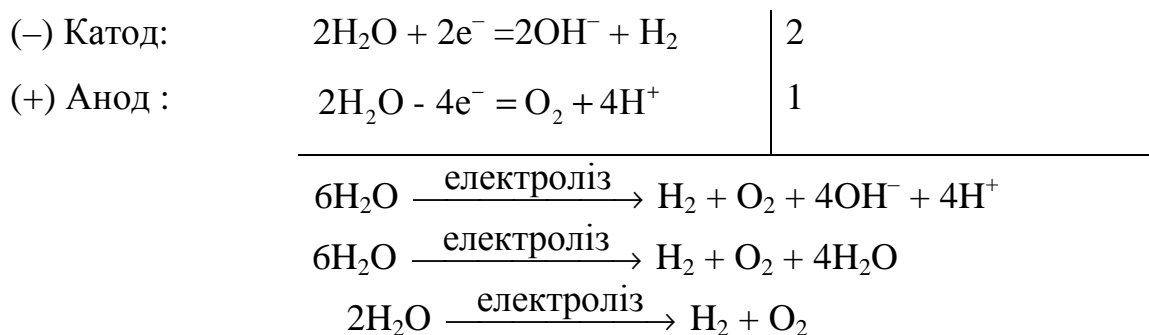 (–) Катод: 2H₂O + 2e⁻ =2OH⁻ + H₂ | 2
(+) Анод : 2H₂O - 4e⁻ = O₂ + 4H⁺ | 1
6H₂O електроліз → H₂ + O₂ + 4OH⁻ + 4H⁺
6H₂O електроліз → H₂ + O₂ + 4H₂O
2H₂O електроліз → H₂ + O₂